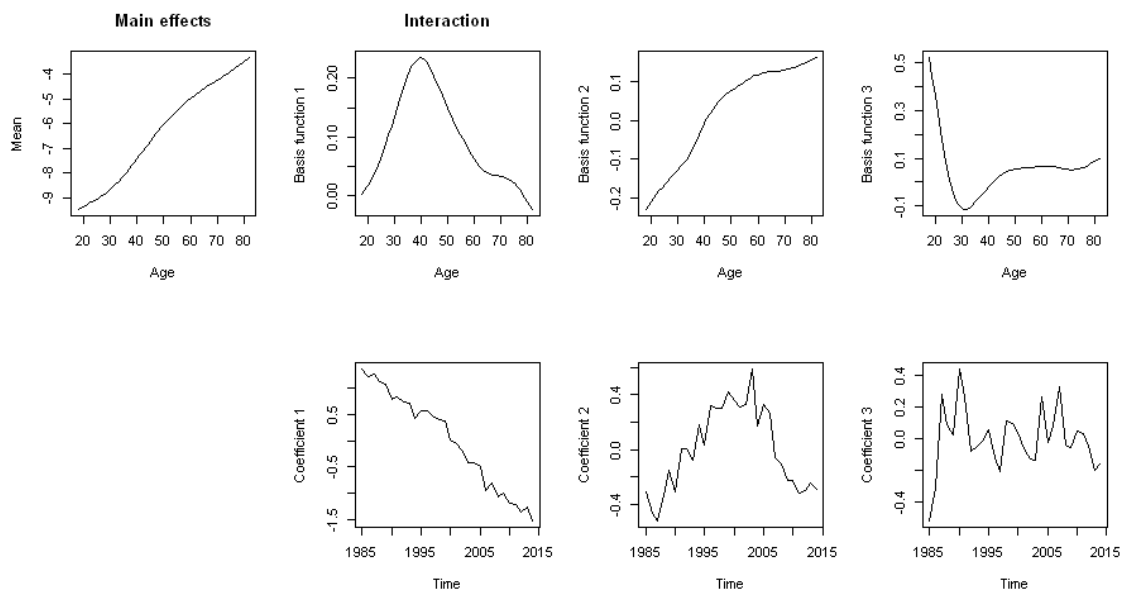 Main effects
Interaction
Mean
-9 -8 -7 -6 -5 -4
20 30 40 50 60 70 80
Age
Basis function 1
0.00 0.10 0.20
20 30 40 50 60 70 80
Age
Basis function 2
-0.2 -0.1 0.0 0.1
20 30 40 50 60 70 80
Age
Basis function 3
-0.1 0.1 0.3 0.5
20 30 40 50 60 70 80
Age
Coefficient 1
-1.5 -0.5 0.5
1985 1995 2005 2015
Time
Coefficient 2
-0.4 0.0 0.4
1985 1995 2005 2015
Time
Coefficient 3
-0.4 0.0 0.2 0.4
1985 1995 2005 2015
Time